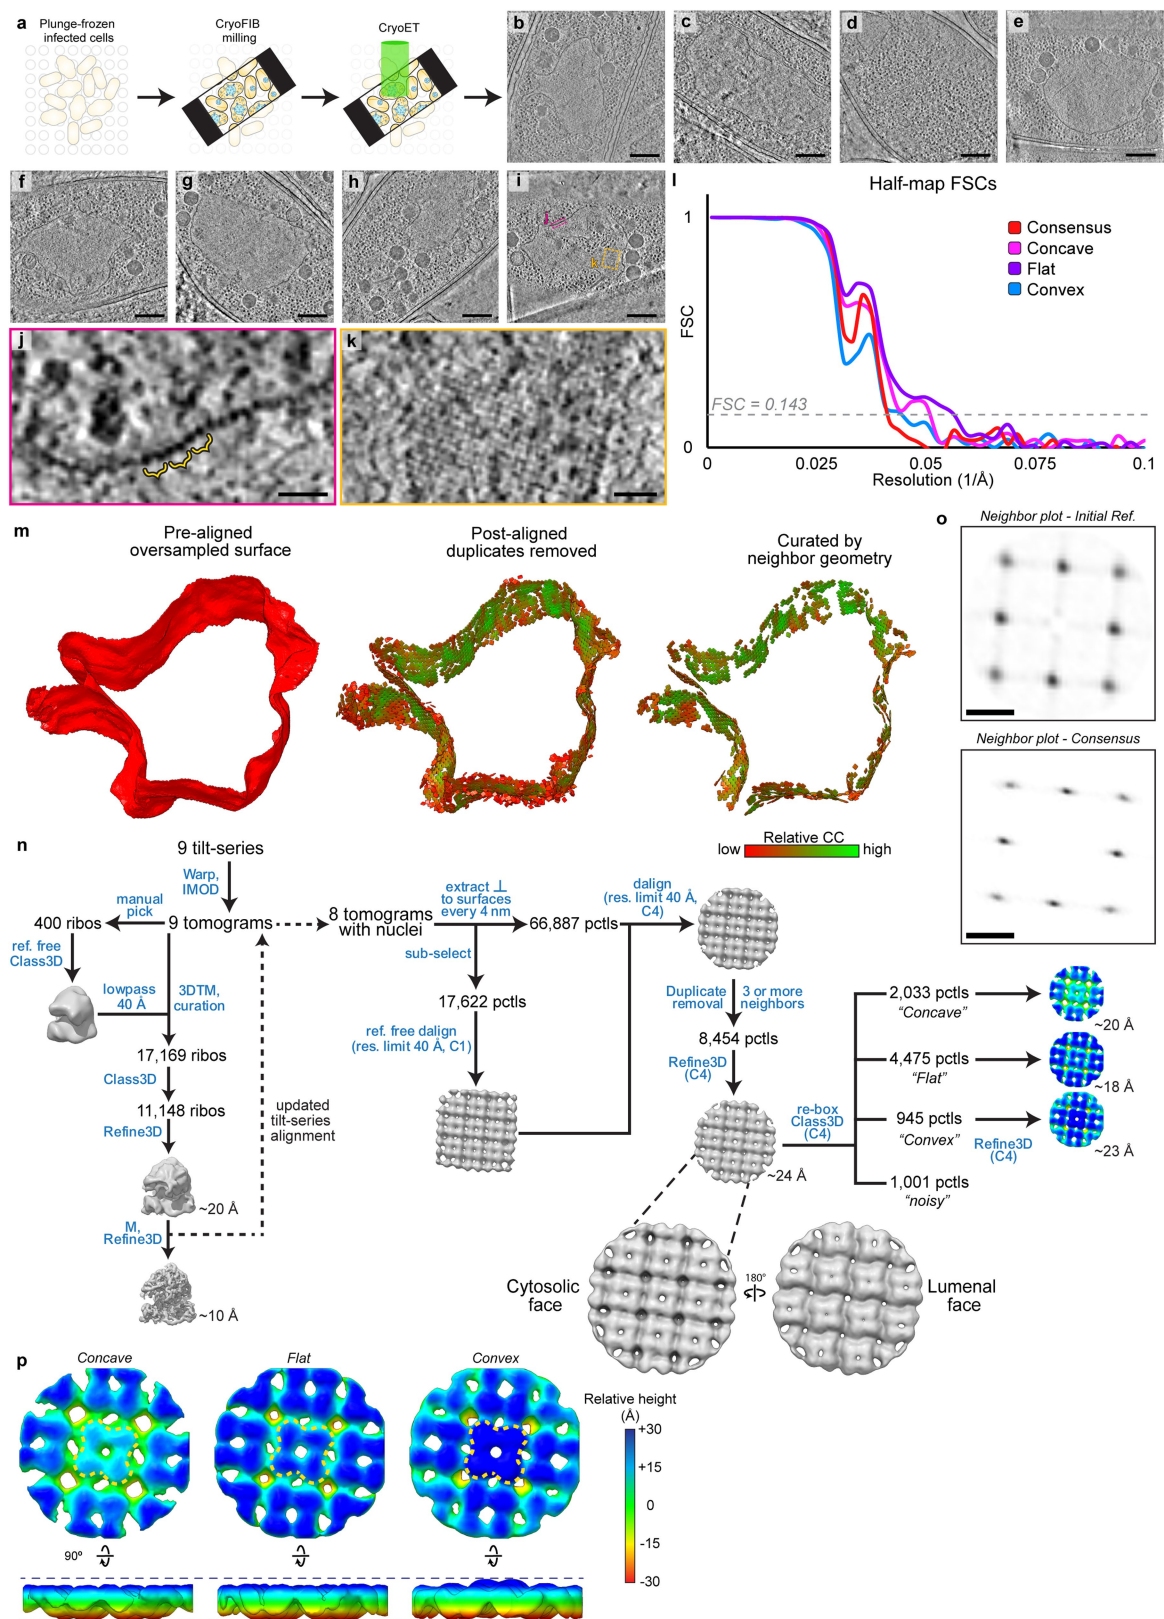 a
Plunge-frozen
infected cells
CryoFIB
milling
CryoET
b
c
d
e
f
g
h
i
j
k
j
k
l
Half-map FSCs
Consensus
Concave
Flat
Convex
FSC
1
FSC = 0.143
0
0
0.025
0.05
0.075
0.1
Resolution (1/Å)
m
Pre-aligned
oversampled surface
Post-aligned
duplicates removed
Curated by
neighbor geometry
Relative CC
low
high
o
Neighbor plot - Initial Ref.
Neighbor plot - Consensus
n
9 tilt-series
Warp,
IMOD
manual
pick
400 ribos
9 tomograms
ref. free
Class3D
lowpass
40 Å
3DTM,
curation
17,169 ribos
Class3D
11,148 ribos
Refine3D
~20 Å
M,
Refine3D
~10 Å
updated
tilt-series
alignment
8 tomograms
with nuclei
extract ⊥
to surfaces
every 4 nm
66,887 pctls
sub-select
17,622 pctls
ref. free dalign
(res. limit 40 Å, C1)
dalign
(res. limit 40 Å,
C4)
Duplicate
removal
3 or more
neighbors
8,454 pctls
Refine3D
(C4)
~24 Å
re-box
Class3D
(C4)
2,033 pctls
"Concave"
~20 Å
4,475 pctls
"Flat"
~18 Å
945 pctls
"Convex"
Refine3D
(C4)
~23 Å
1,001 pctls
"noisy"
Cytosolic
face
180°
Lumenal
face
p
Concave
Flat
Convex
90°
Relative height
(Å)
+30
+15
0
-15
-30